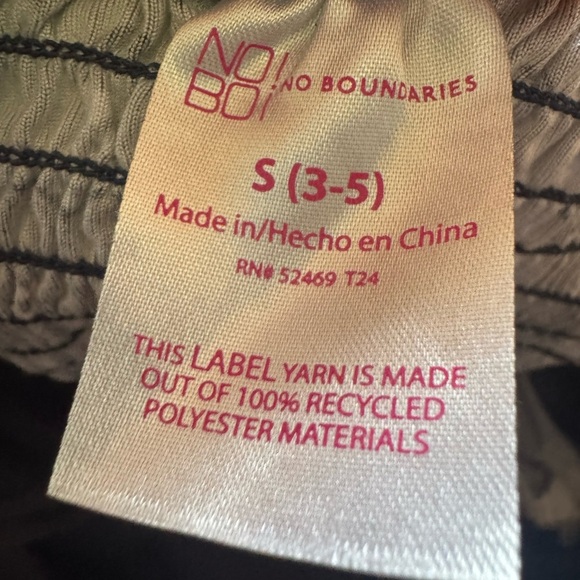 NO!
BO!
NO BOUNDARIES
S (3-5)
Made in/Hecho en China
RN# 52469 T24
THIS LABEL YARN IS MADE
OUT OF 100% RECYCLED
POLYESTER MATERIALS